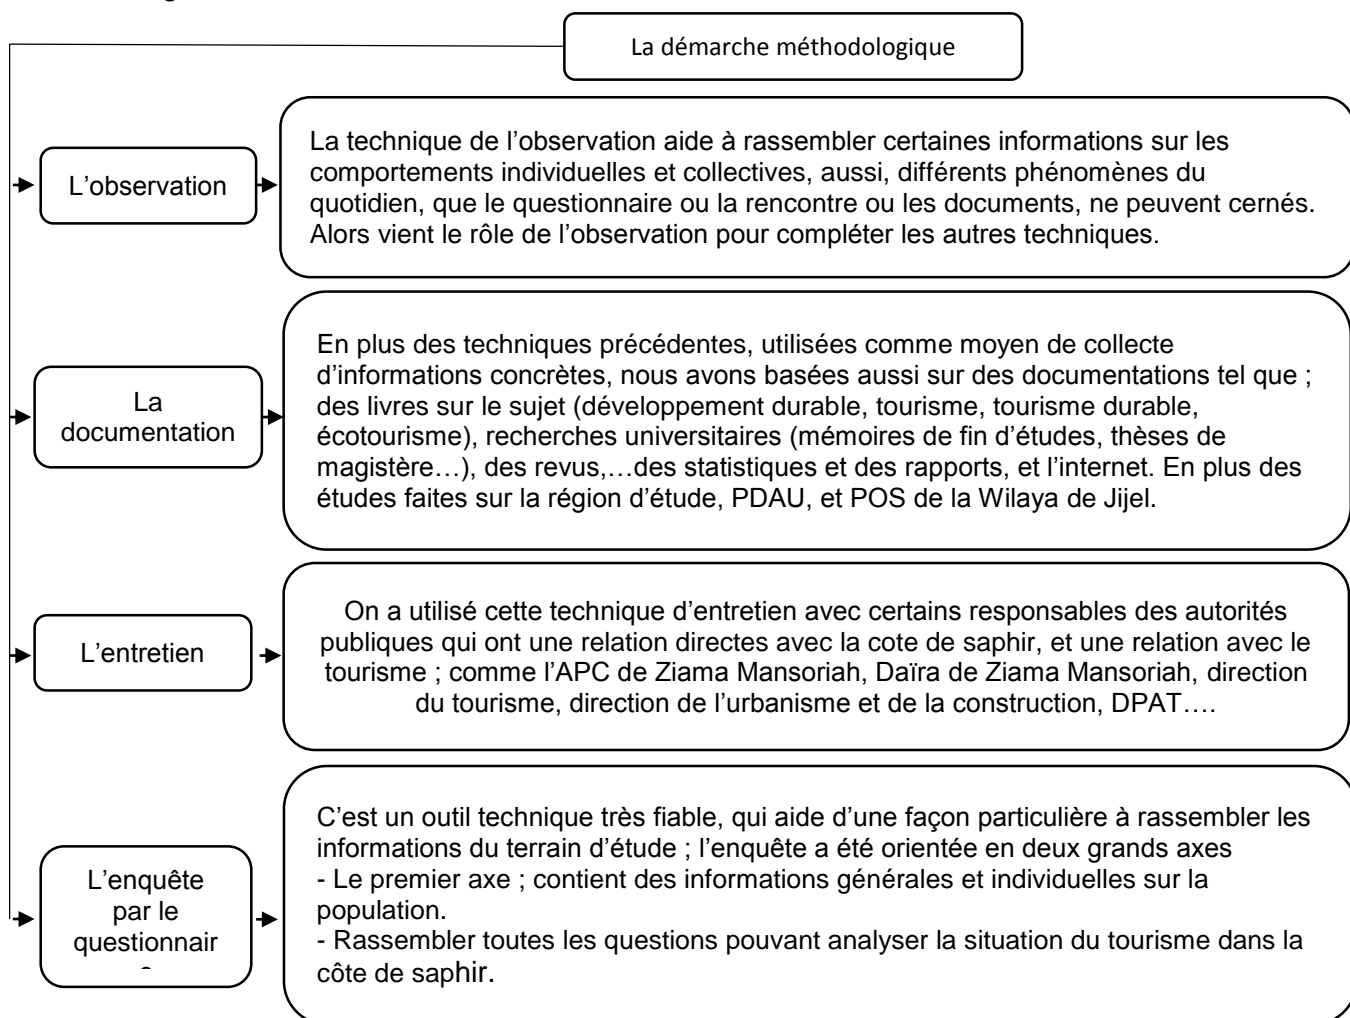 La démarche méthodologique
L’observation
La technique de l’observation aide à rassembler certaines informations sur les
comportements individuelles et collectives, aussi, différents phénomènes du
quotidien, que le questionnaire ou la rencontre ou les documents, ne peuvent cernés.
Alors vient le rôle de l’observation pour compléter les autres techniques.
La
documentation
En plus des techniques précédentes, utilisées comme moyen de collecte
d’informations concrètes, nous avons basées aussi sur des documentations tel que ;
des livres sur le sujet (développement durable, tourisme, tourisme durable,
écotourisme), recherches universitaires (mémoires de fin d’études, thèses de
magistère…), des revus,…des statistiques et des rapports, et l’internet. En plus des
études faites sur la région d’étude, PDAU, et POS de la Wilaya de Jijel.
L’entretien
On a utilisé cette technique d’entretien avec certains responsables des autorités
publiques qui ont une relation directes avec la cote de saphir, et une relation avec le
tourisme ; comme l’APC de Ziama Mansoriah, Daïra de Ziama Mansoriah, direction
du tourisme, direction de l’urbanisme et de la construction, DPAT….
L’enquête
par le
questionnair
C’est un outil technique très fiable, qui aide d’une façon particulière à rassembler les
informations du terrain d’étude ; l’enquête a été orientée en deux grands axes
- Le premier axe ; contient des informations générales et individuelles sur la
population.
- Rassembler toutes les questions pouvant analyser la situation du tourisme dans la
côte de saphir.